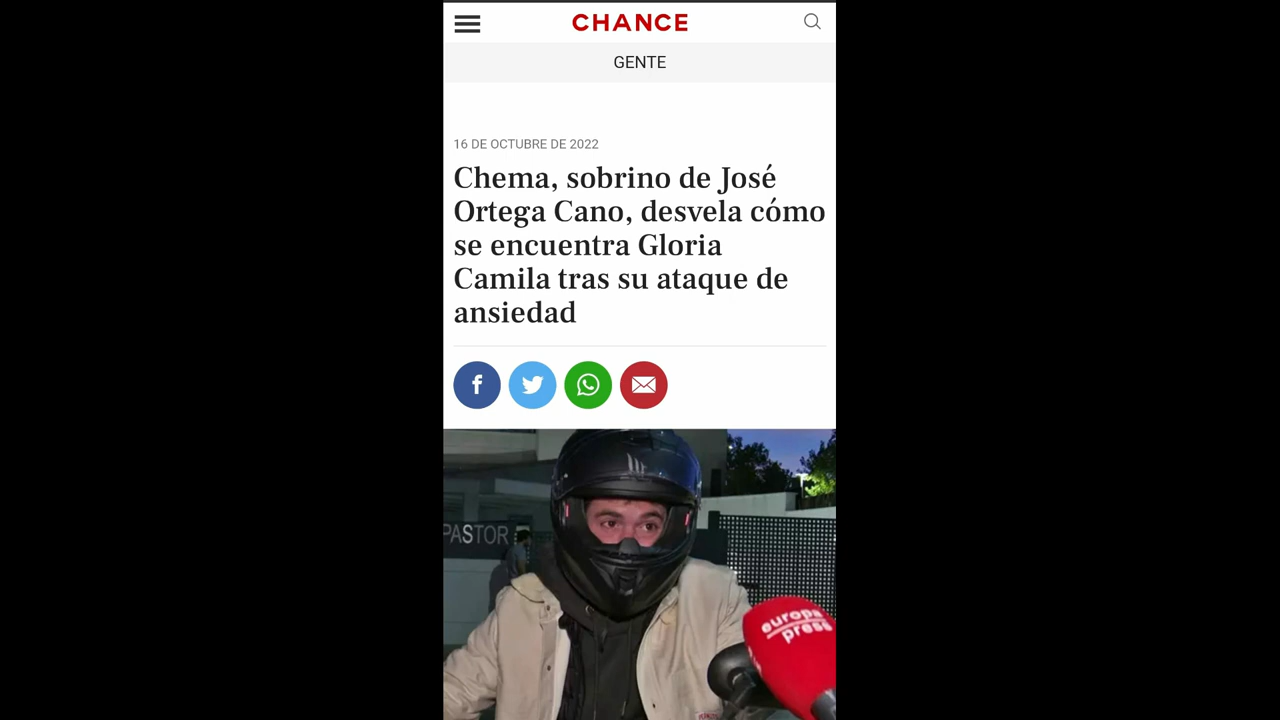 CHANCE
GENTE
16 DE OCTUBRE DE 2022
Chema, sobrino de José
Ortega Cano, desvela cómo
se encuentra Gloria
Camila tras su ataque de
ansiedad
f
PASTOR
europa
press